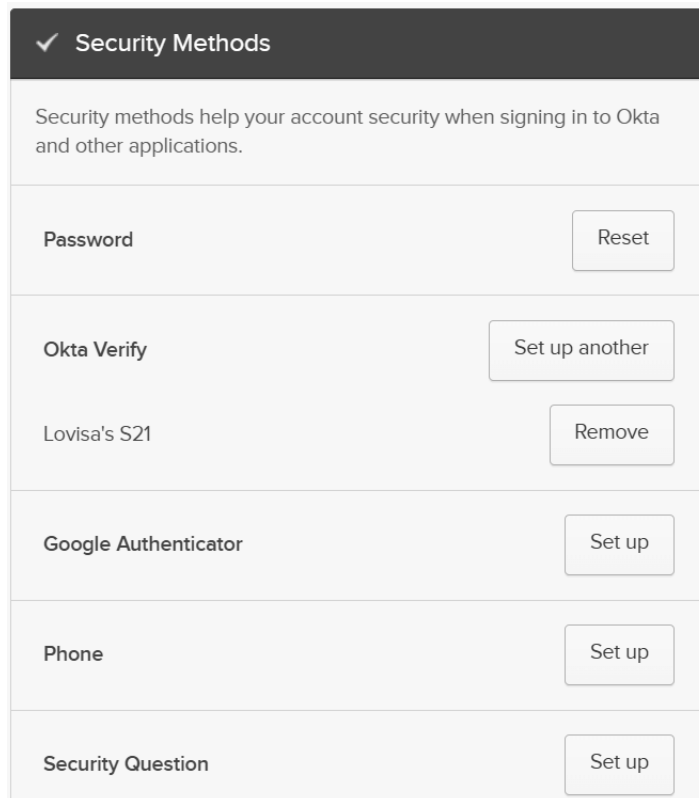 Security Methods
Security methods help your account security when signing in to Okta
and other applications.
Password
Reset
Okta Verify
Set up another
Lovisa's S21
Remove
Google Authenticator
Set up
Phone
Set up
Security Question
Set up